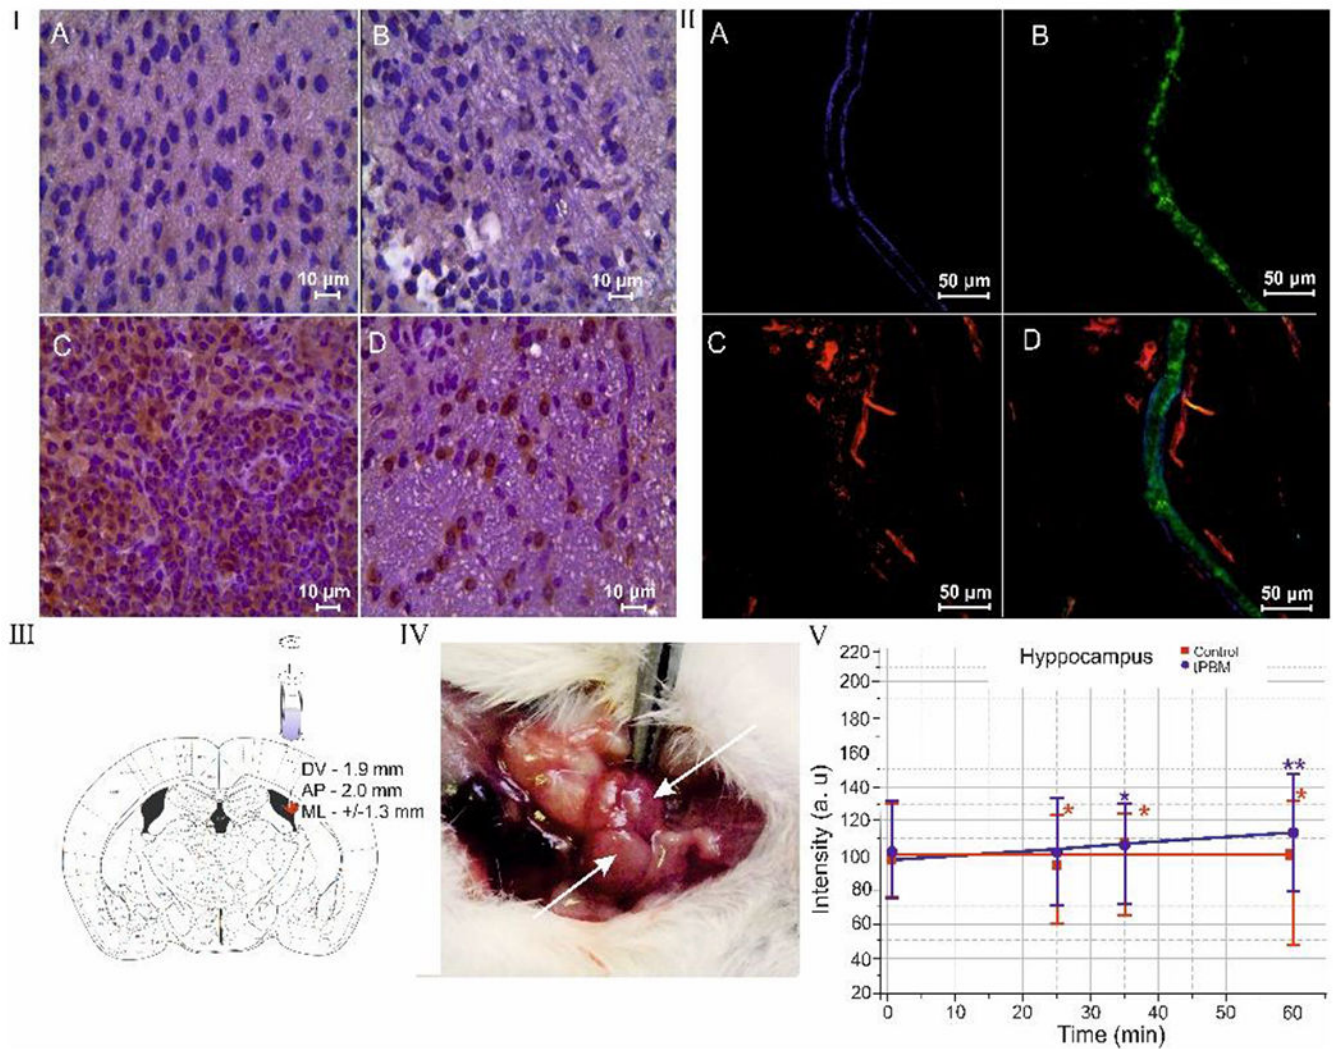 I
A
B
10 µm
10 µm
C
D
10 µm
10 µm
II
A
B
50 µm
50 µm
C
D
50 µm
50 µm
III
DV - 1.9 mm
AP - 2.0 mm
ML - +/-1.3 mm
IV
V
Hyppocampus
Control
tPBM
Intensity (a. u)
220
200
180
160
140
120
100
80
60
40
20
**
*
*
*
*
0 10 20 30 40 50 60
Time (min)